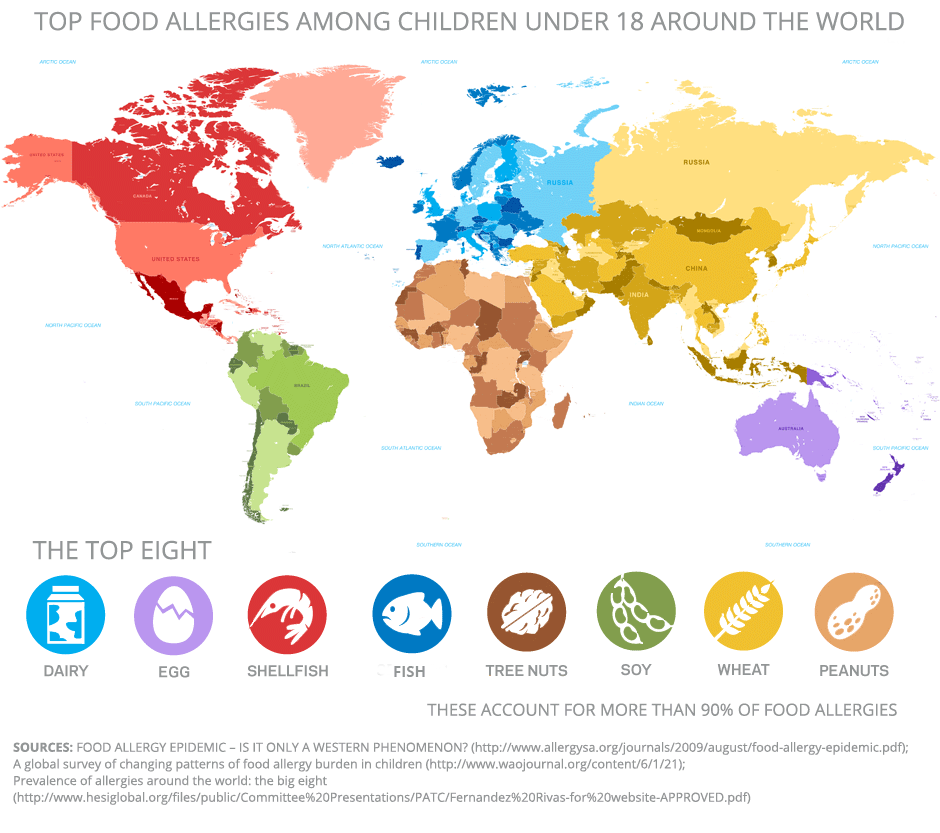 TOP FOOD ALLERGIES AMONG CHILDREN UNDER 18 AROUND THE WORLD
ARCTIC OCEAN
ARCTIC OCEAN
ARCTIC OCEAN
UNITED STATES
RUSSIA
RUSSIA
CANADA
MONGOLIA
NORTH ATLANTIC OCEAN
NORTH PACIFIC OCEAN
UNITED STATES
CHINA
INDIA
NORTH PACIFIC OCEAN
BRASIL
SOUTH PACIFIC OCEAN
INDIAN OCEAN
AUSTRALIA
SOUTH ATLANTIC OCEAN
SOUTH PACIFIC OCEAN
SOUTHERN OCEAN
SOUTHERN OCEAN
THE TOP EIGHT
DAIRY
EGG
SHELLFISH
FISH
TREE NUTS
SOY
WHEAT
PEANUTS
THESE ACCOUNT FOR MORE THAN 90% OF FOOD ALLERGIES
SOURCES: FOOD ALLERGY EPIDEMIC – IS IT ONLY A WESTERN PHENOMENON? (http://www.allergysa.org/journals/2009/august/food-allergy-epidemic.pdf);
A global survey of changing patterns of food allergy burden in children (http://www.waojournal.org/content/6/1/21);
Prevalence of allergies around the world: the big eight
(http://www.hesiglobal.org/files/public/Committee%20Presentations/PATC/Fernandez%20Rivas-for%20website-APPROVED.pdf)